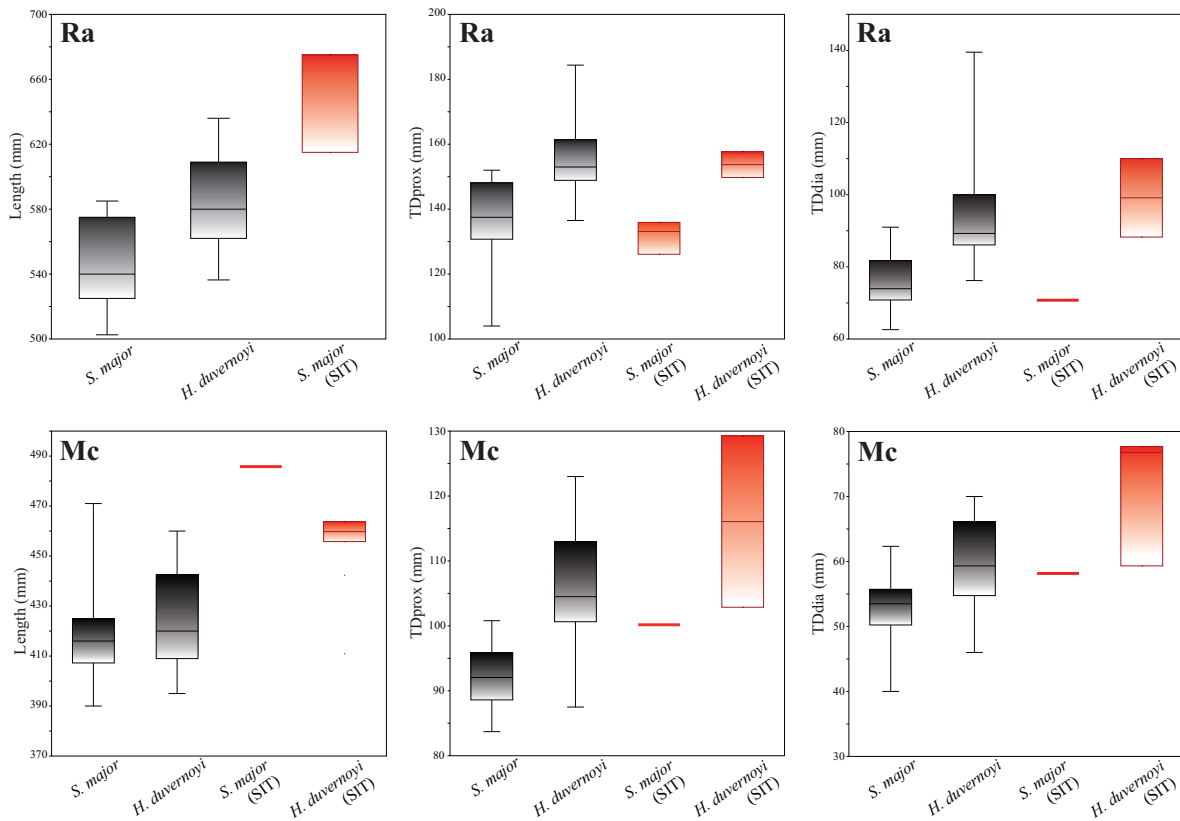 Ra
Length (mm)
700
660
620
580
540
500
S. major
H. duvernoyi
S. major
(SIT)
Ra
TDprox (mm)
200
180
160
140
120
100
S. major
H. duvernoyi
S. major
(SIT)
H. duvernoyi
(SIT)
Ra
TDdia (mm)
140
120
100
80
60
S. major
H. duvernoyi
S. major
(SIT)
H. duvernoyi
(SIT)
Mc
Length (mm)
490
470
450
430
410
390
370
S. major
H. duvernoyi
S. major
(SIT)
H. duvernoyi
(SIT)
Mc
TDprox (mm)
130
120
110
100
90
80
S. major
H. duvernoyi
S. major
(SIT)
H. duvernoyi
(SIT)
Mc
TDdia (mm)
80
70
60
50
40
30
S. major
H. duvernoyi
S. major
(SIT)
H. duvernoyi
(SIT)